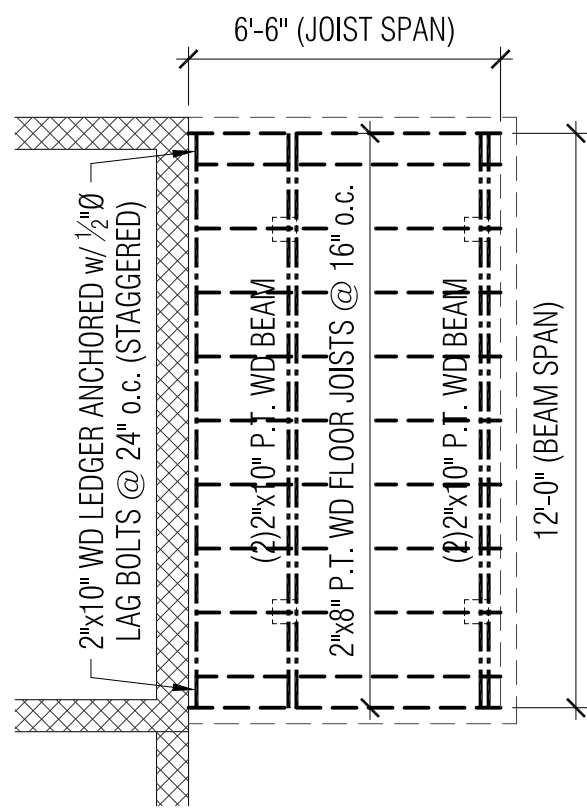 6'-6" (JOIST SPAN)
2"x10" WD LEDGER ANCHORED w/ 1/2"Ø
LAG BOLTS @ 24" o.c. (STAGGERED)
(2)2"x10" P.T. WD BEAM
2"x8" P.T. WD FLOOR JOISTS @ 16" o.c.
(2)2"x10" P.T. WD BEAM
12'-0" (BEAM SPAN)